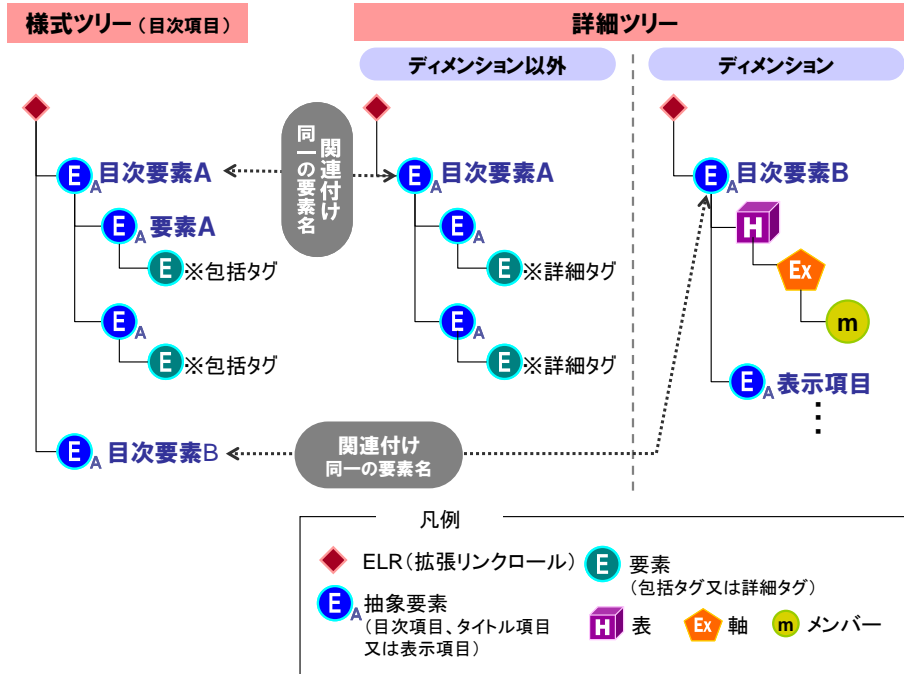 様式ツリー（目次項目）
詳細ツリー
ディメンション以外
ディメンション
E A 目次要素A
E A 要素A
E ※包括タグ
E A
E ※包括タグ
E A 目次要素B
関連付け
同一の要素名
E A 目次要素A
E A
E ※詳細タグ
E A
E ※詳細タグ
関連付け
同一の要素名
E A 目次要素B
H
Ex
m
E A 表示項目
⋮
凡例
ELR（拡張リンクロール）
E 要素
（包括タグ又は詳細タグ）
E A 抽象要素
（目次項目、タイトル項目
又は表示項目）
H 表
Ex 軸
m メンバー